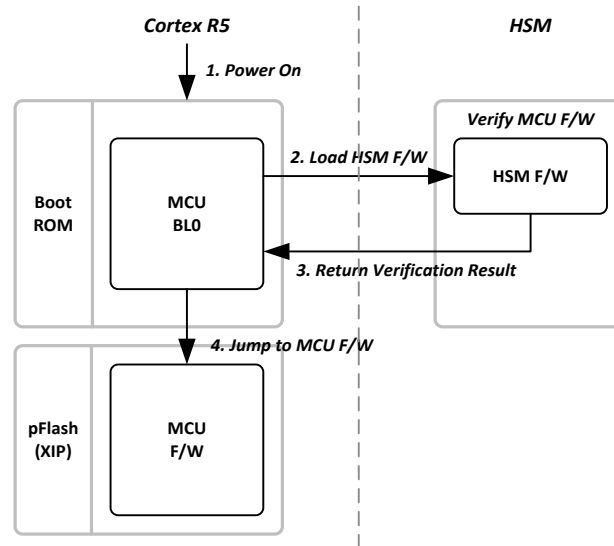 Cortex R5
HSM
1. Power On
Verify MCU F/W
2. Load HSM F/W
HSM F/W
Boot
ROM
MCU
BL0
3. Return Verification Result
4. Jump to MCU F/W
pFlash
(XIP)
MCU
F/W